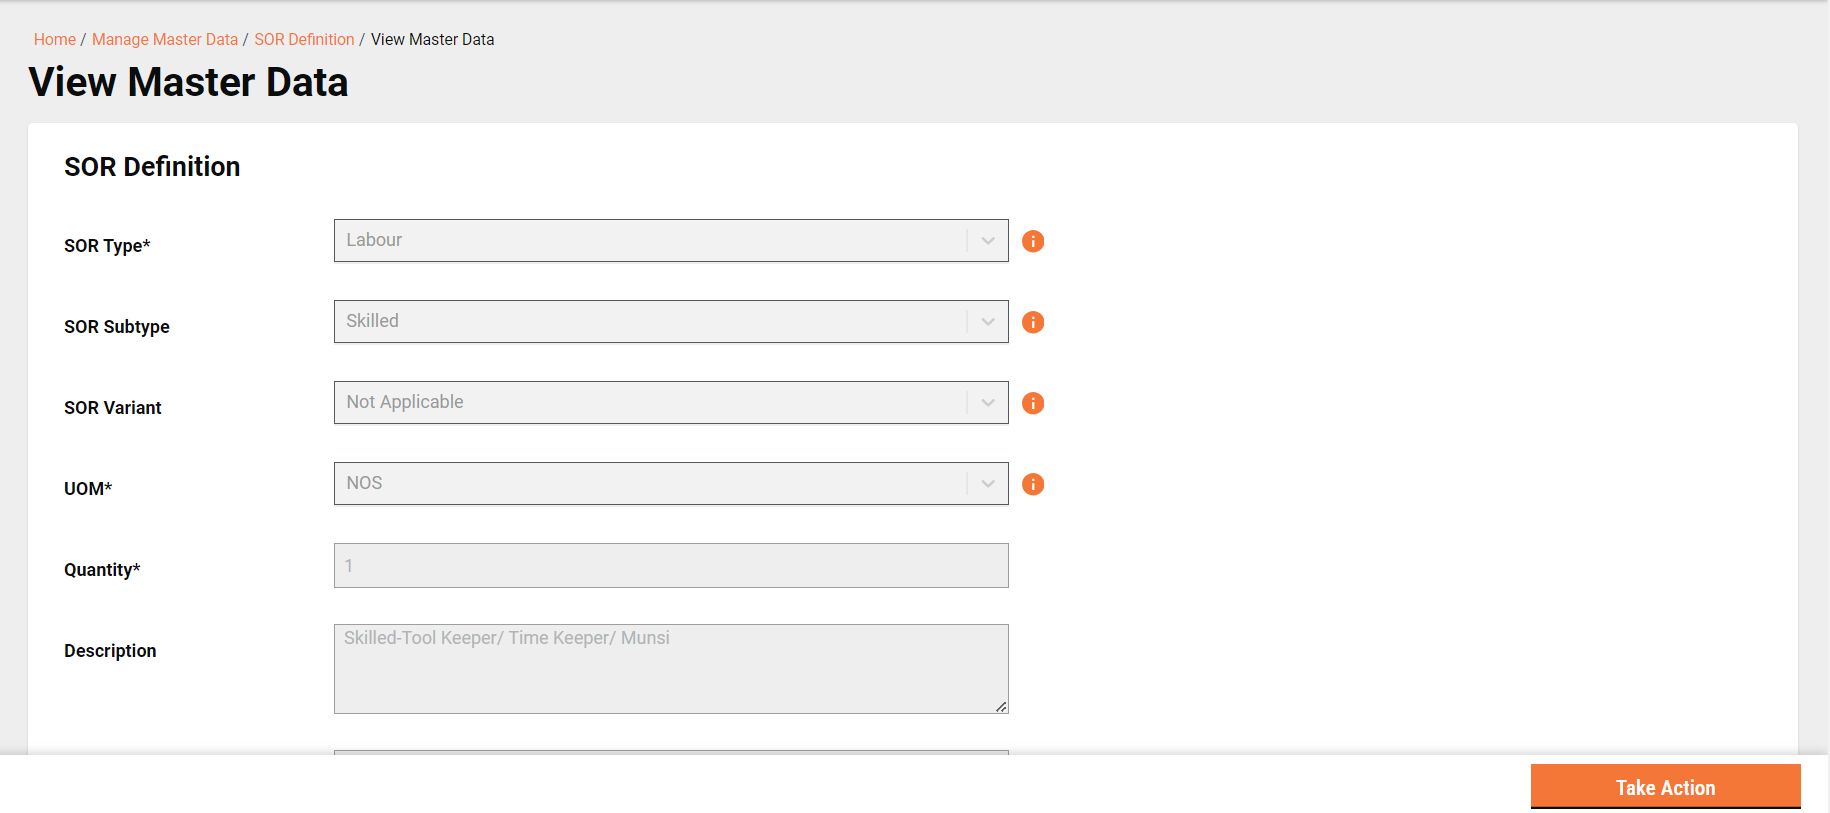 Home / Manage Master Data / SOR Definition / View Master Data
View Master Data
SOR Definition
SOR Type* Labour
SOR Subtype Skilled
SOR Variant Not Applicable
UOM* NOS
Quantity* 1
Description Skilled-Tool Keeper/ Time Keeper/ Munsi
Take Action